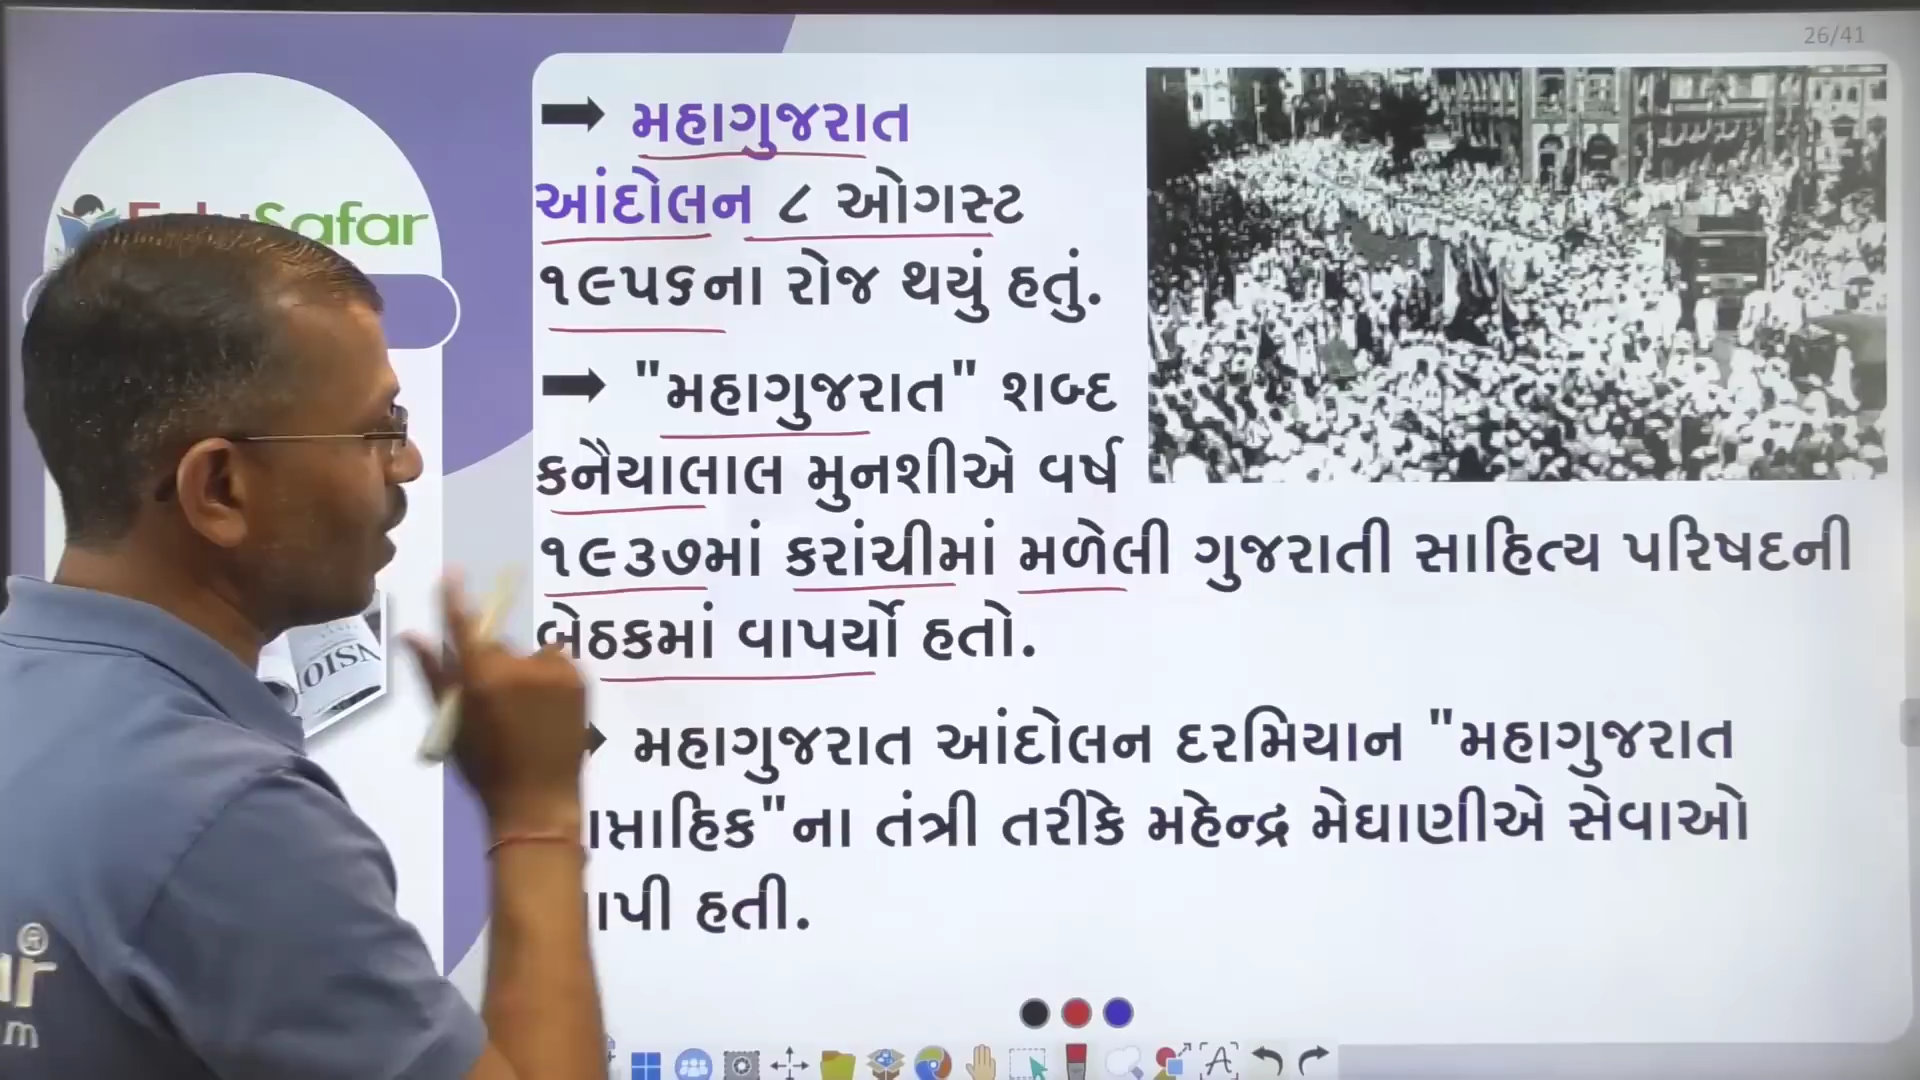 26/41
Safar
➡ મહાગુજરાત
આંદોલન ૮ ઓગસ્ટ
૧૯૫૬ના રોજ થયું હતું.
➡ "મહાગુજરાત" શબ્દ
કનૈયાલાલ મુનશીએ વર્ષ
૧૯૩૭માં કરાંચીમાં મળેલી ગુજરાતી સાહિત્ય પરિષદની
બેઠકમાં વાપર્યો હતો.
મહાગુજરાત આંદોલન દરમિયાન "મહાગુજરાત
પ્તાહિક"ના તંત્રી તરીકે મહેન્દ્ર મેઘાણીએ સેવાઓ
પી હતી.
®